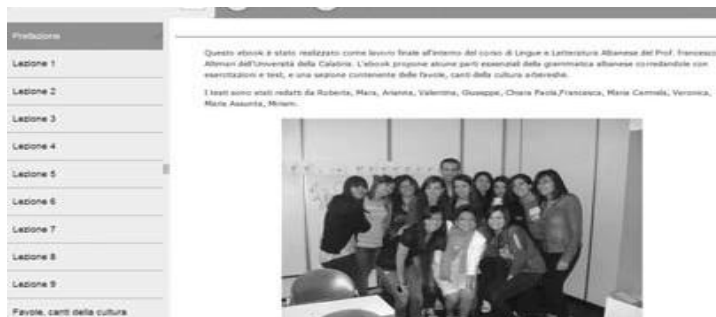 Prefazione
Lezione 1
Lezione 2
Lezione 3
Lezione 4
Lezione 5
Lezione 6
Lezione 7
Lezione 8
Lezione 9
Favole, canti della cultura
Questo ebook è stato realizzato come lavoro finale all'interno del corso di Lingua e Letteratura Albanese del Prof. Francesco
Altimari dell'Università della Calabria. L'ebook propone alcune parti essenziali della grammatica albanese corredandole con
esercitazioni e test, e una sezione contenente delle favole, canti della cultura arbereshe.
I testi sono stati redatti da Roberta, Mara, Arianna, Valentina, Giuseppe, Chiara Paola,Francesca, Maria Carmela, Veronica,
Maria Assunta, Miriam.